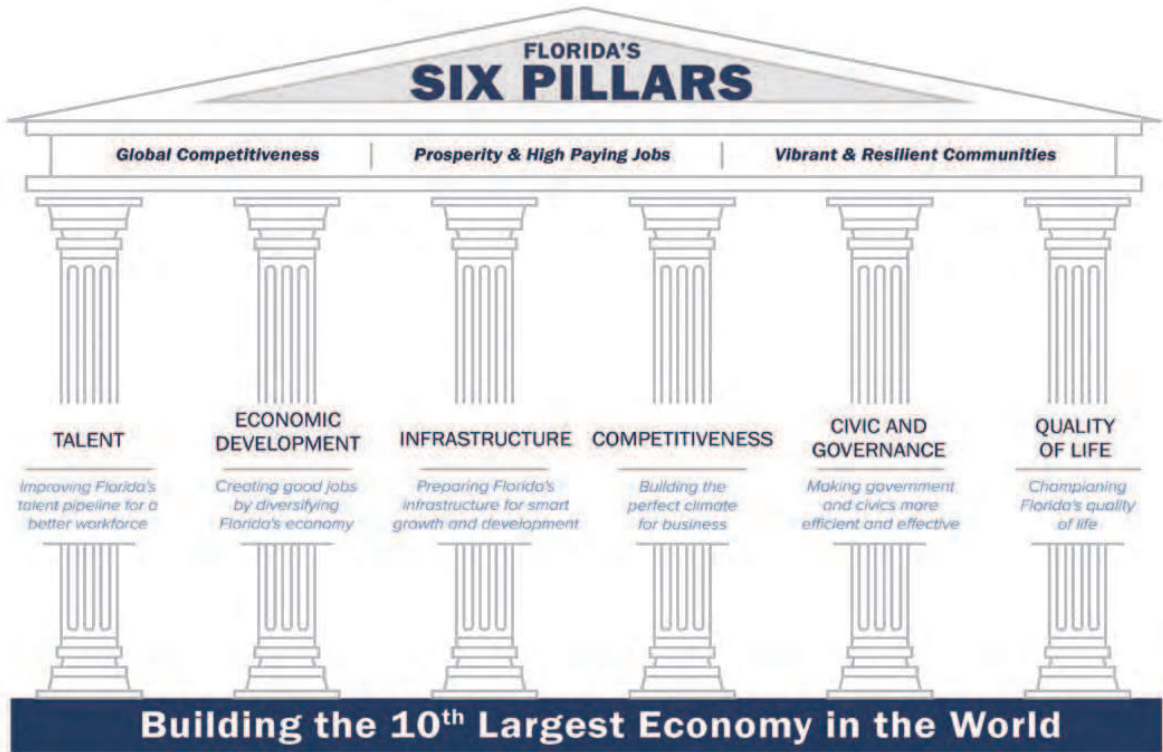 FLORIDA'S
SIX PILLARS
Global Competitiveness | Prosperity & High Paying Jobs | Vibrant & Resilient Communities
TALENT
Improving Florida's
talent pipeline for a
better workforce
ECONOMIC
DEVELOPMENT
Creating good jobs
by diversifying
Florida's economy
INFRASTRUCTURE
Preparing Florida's
infrastructure for smart
growth and development
COMPETITIVENESS
Building the
perfect climate
for business
CIVIC AND
GOVERNANCE
Making government
and civics more
efficient and effective
QUALITY
OF LIFE
Championing
Florida's quality
of life
Building the 10th Largest Economy in the World